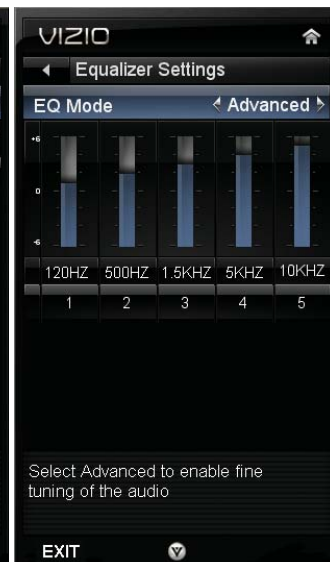 VIZIO
Equalizer Settings
EQ Mode Advanced
+6
0
-6
120HZ 500HZ 1.5KHZ 5KHZ 10KHZ
1 2 3 4 5
Select Advanced to enable fine
tuning of the audio
EXIT